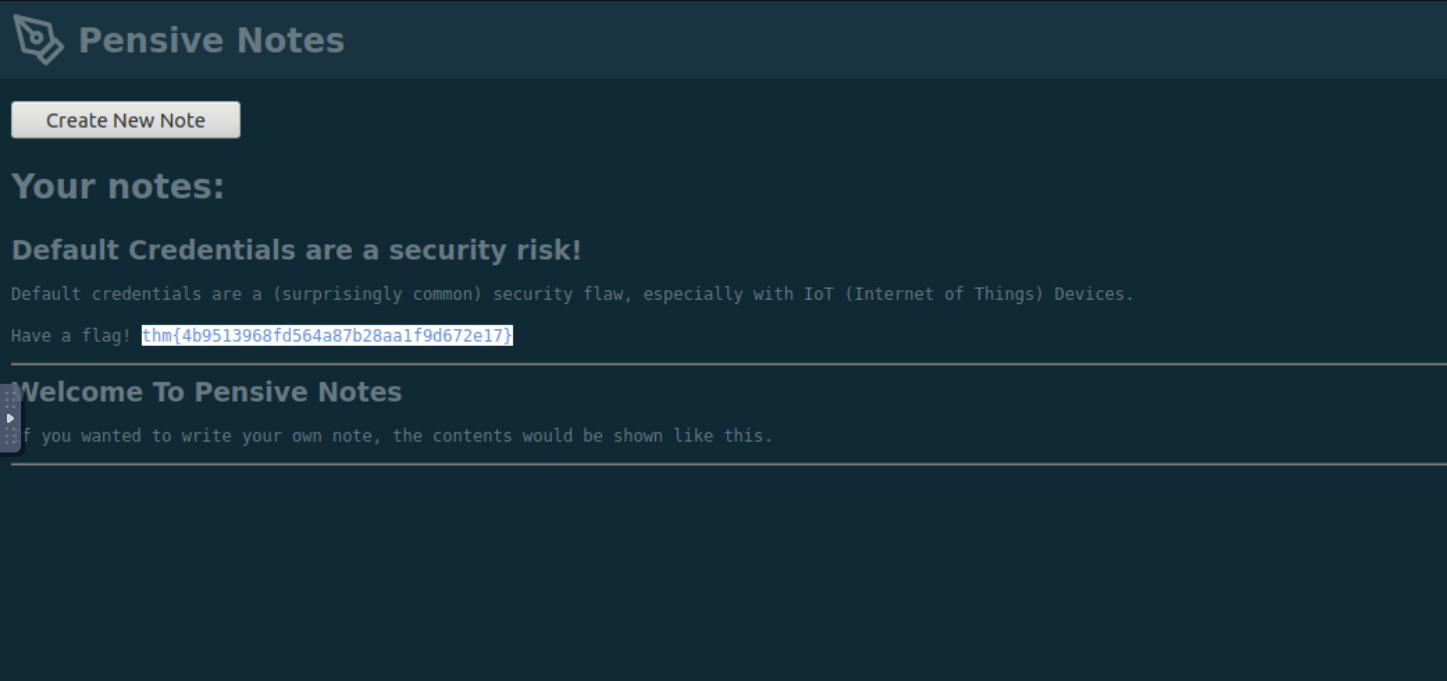 Pensive Notes
Create New Note
Your notes:
Default Credentials are a security risk!
Default credentials are a (surprisingly common) security flaw, especially with IoT (Internet of Things) Devices.
Have a flag! thm{4b9513968fd564a87b28aa1f9d672e17}
Welcome To Pensive Notes
f you wanted to write your own note, the contents would be shown like this.